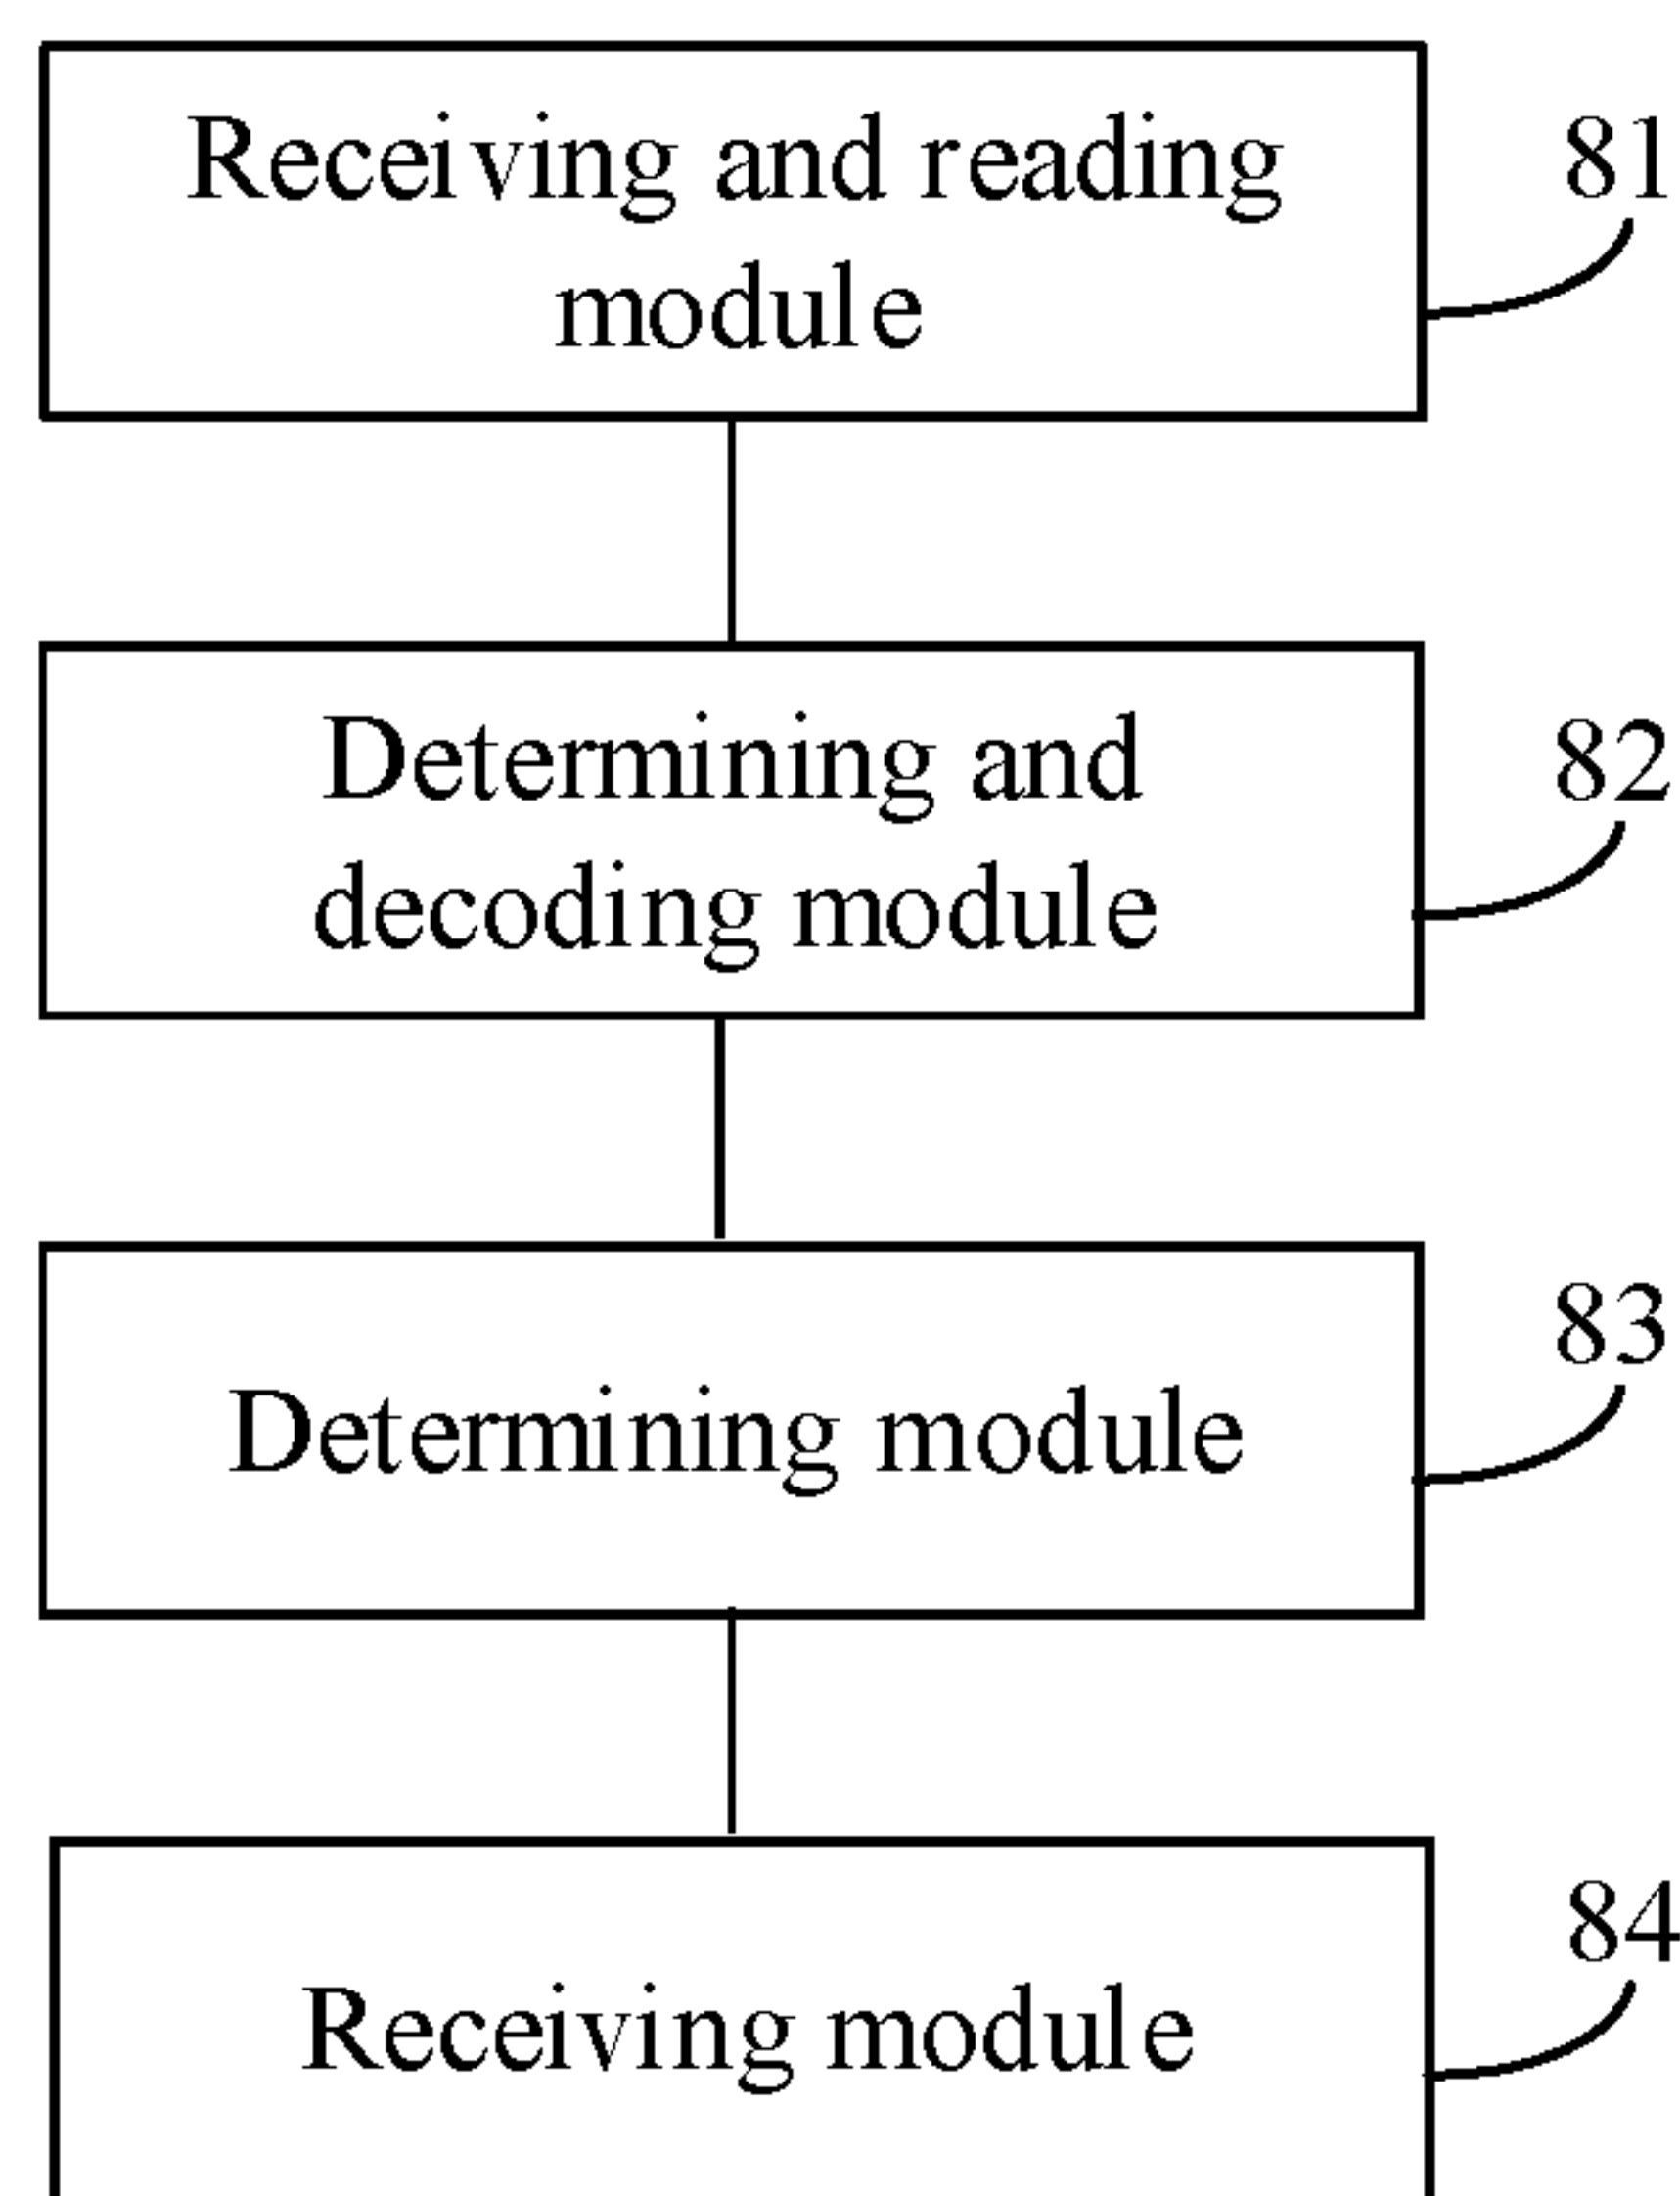 Receiving and reading
module
81
Determining and
decoding module
82
Determining module
83
Receiving module
84